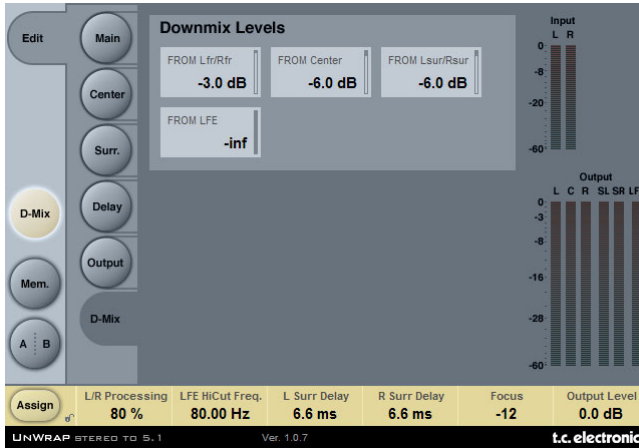 Edit
Main
Center
Surr.
Delay
Output
D-Mix
D-Mix
Mem.
A B
Downmix Levels
FROM Lfr/Rfr
-3.0 dB
FROM Center
-6.0 dB
FROM Lsur/Rsur
-6.0 dB
FROM LFE
-inf
Input
L R
0
-8
-20
-60
Output
L C R SL SR LF
0
-3
-8
-16
-28
-60
Assign
L/R Processing
80 %
LFE HiCut Freq.
80.00 Hz
L Surr Delay
6.6 ms
R Surr Delay
6.6 ms
Focus
-12
Output Level
0.0 dB
UNWRAP STEREO TO 5.1
Ver. 1.0.7
t.c. electronic